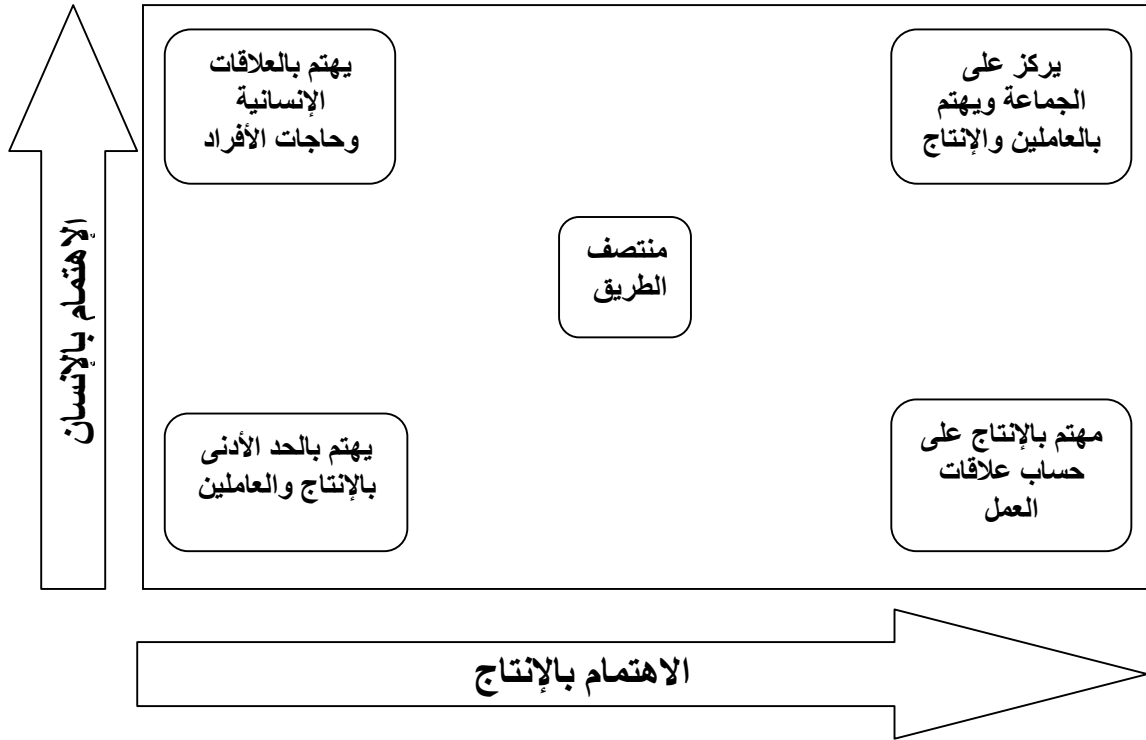 يركز على
الجماعة ويهتم
بالعاملين والإنتاج
يهتم بالعلاقات
الإنسانية
وحاجات الأفراد
منتصف
الطريق
مهتم بالإنتاج على
حساب علاقات
العمل
يهتم بالحد الأدنى
بالإنتاج والعاملين
الإهتمام بالإنسان
الاهتمام بالإنتاج